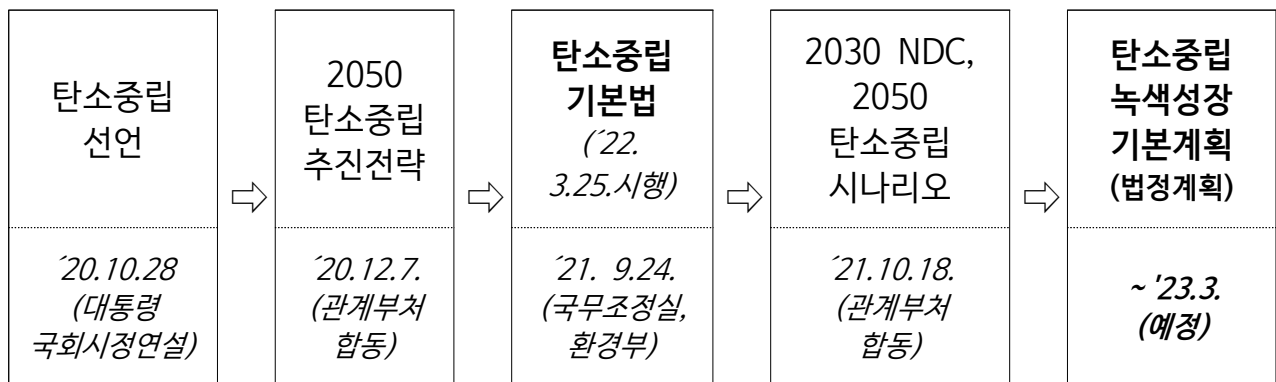 탄소중립
선언
´20.10.28
(대통령
국회시정연설)
⇨
2050
탄소중립
추진전략
´20.12.7.
(관계부처
합동)
⇨
탄소중립
기본법
(´22.
3.25.시행)
´21. 9.24.
(국무조정실,
환경부)
⇨
2030 NDC,
2050
탄소중립
시나리오
´21.10.18.
(관계부처
합동)
⇨
탄소중립
녹색성장
기본계획
(법정계획)
~ '23.3.
(예정)